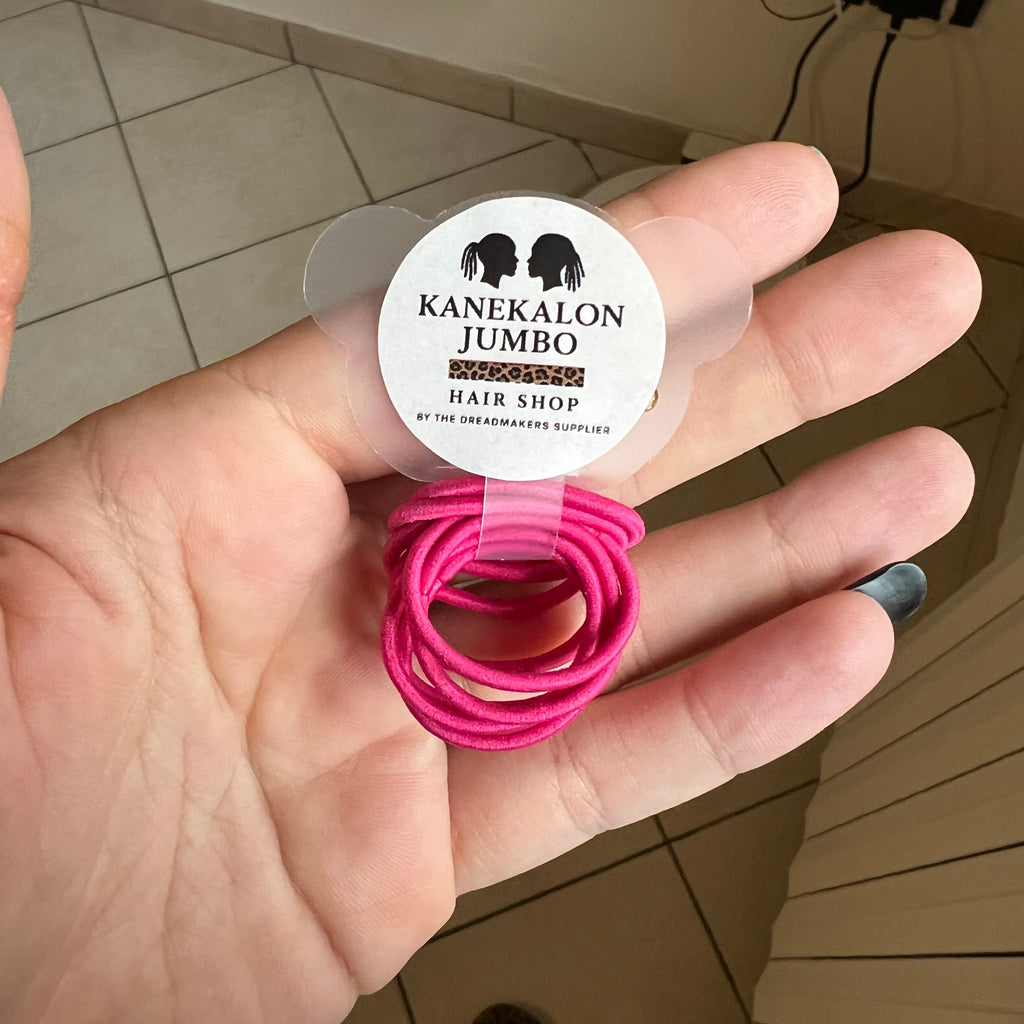 KANEKALON
JUMBO
HAIR SHOP
BY THE DREADMAKERS SUPPLIER